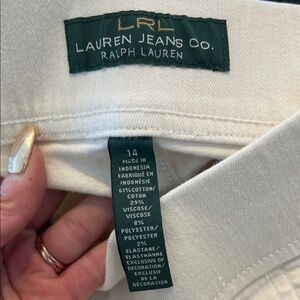 LRL
LAUREN JEANS CO.
RALPH LAUREN
14
MADE IN
INDONESIA
FABRIQUÉ EN
INDONÉSIE
61% COTTON/
COTON
29%
VISCOSE/
VISCOSE
8%
POLYESTER/
POLYESTER
2%
ELASTANE/
ELASTHANNE
EXCLUSIVE OF
DECORATION/
EXCLUSIF DE
DÉCORATION